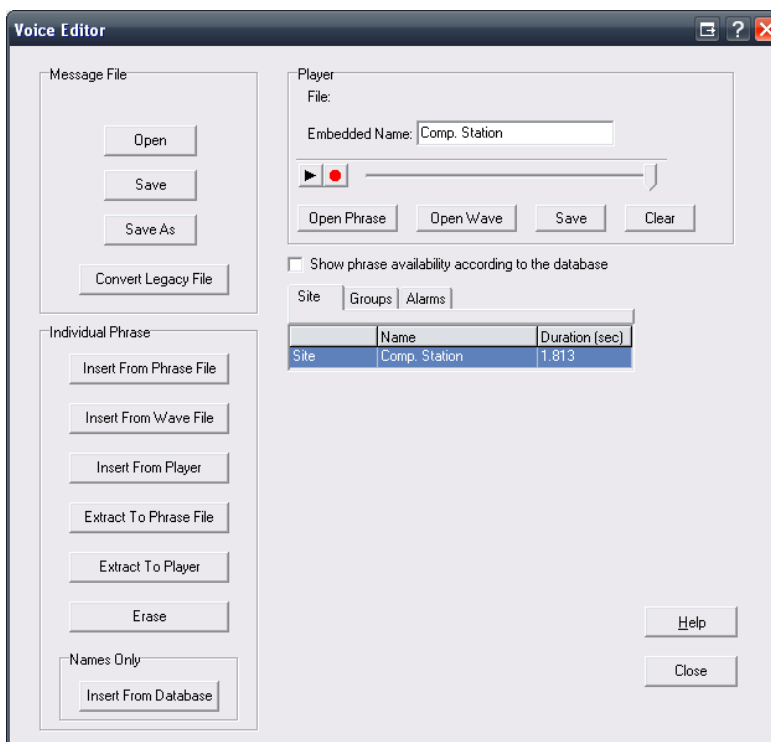 Voice Editor
Message File
Open
Save
Save As
Convert Legacy File
Individual Phrase
Insert From Phrase File
Insert From Wave File
Insert From Player
Extract To Phrase File
Extract To Player
Erase
Names Only
Insert From Database
Player
File:
Embedded Name: Comp. Station
Open Phrase Open Wave Save Clear
Show phrase availability according to the database
Site Groups Alarms
Name Duration (sec)
Site Comp. Station 1.813
Help
Close